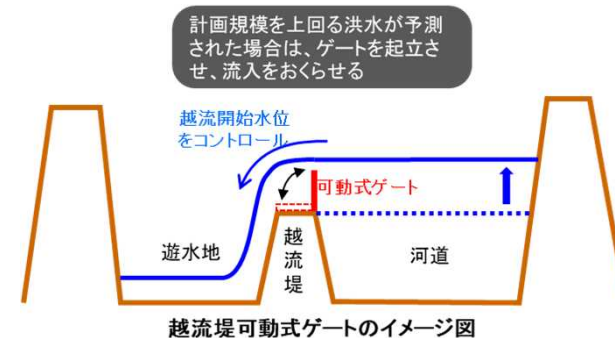 計画規模を上回る洪水が予測
された場合は、ゲートを起立さ
せ、流入をおくらせる
越流開始水位
をコントロール
可動式ゲート
遊水地
越流堤
河道
越流堤可動式ゲートのイメージ図